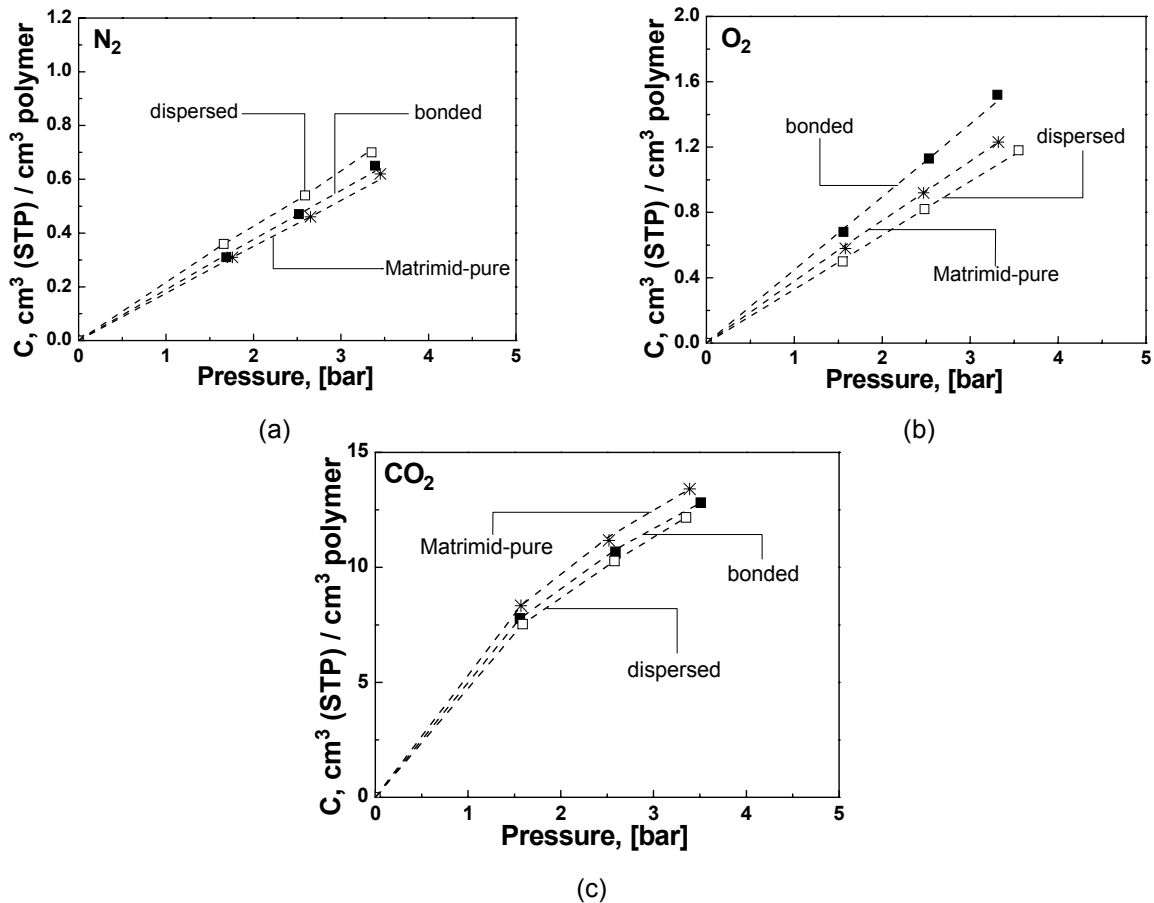 N₂
C, cm³ (STP) / cm³ polymer
1.2
1.0
0.8
0.6
0.4
0.2
0.0
dispersed
bonded
Matrimid-pure
0 1 2 3 4 5
Pressure, [bar]
(a)
O₂
C, cm³ (STP) / cm³ polymer
2.0
1.6
1.2
0.8
0.4
0.0
bonded
dispersed
Matrimid-pure
0 1 2 3 4 5
Pressure, [bar]
(b)
CO₂
C, cm³ (STP) / cm³ polymer
15
10
5
0
Matrimid-pure
bonded
dispersed
0 1 2 3 4 5
Pressure, [bar]
(c)